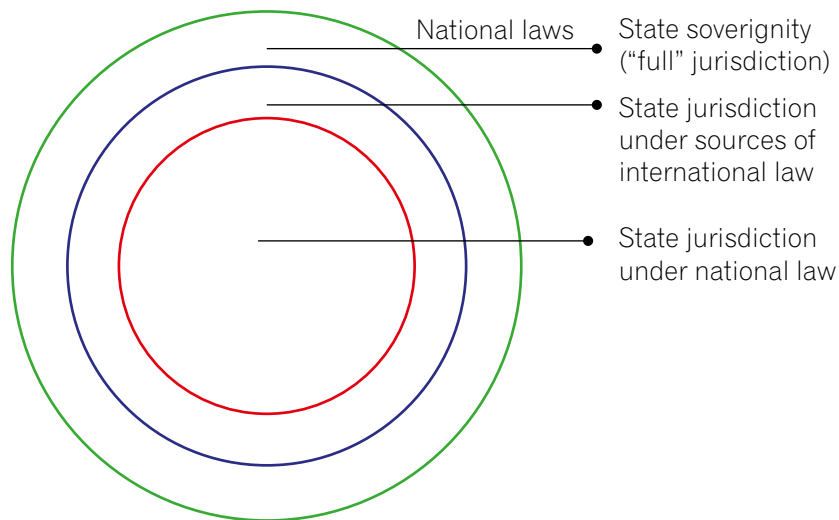 National laws
State soverignity
(“full” jurisdiction)
State jurisdiction
under sources of
international law
State jurisdiction
under national law